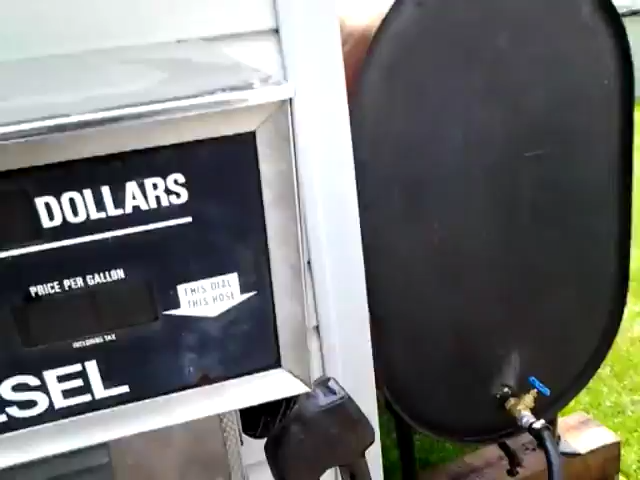 DOLLARS
PRICE PER GALLON
THIS DIAL
THIS HOSE
INCLUDING TAX
SEL